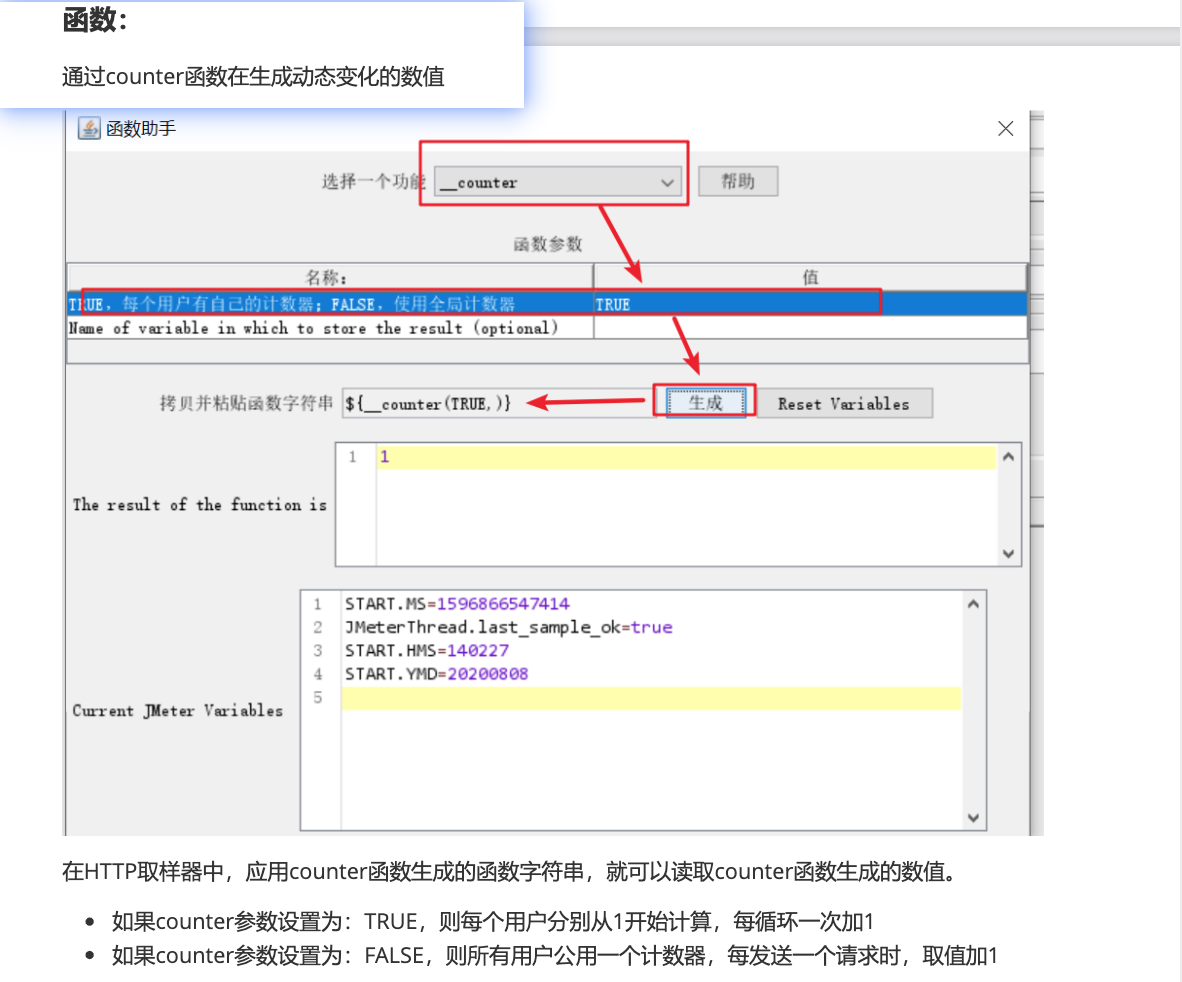 函数：
通过counter函数在生成动态变化的数值
函数助手
选择一个功能 __counter 帮助
函数参数
名称： 值
TRUE，每个用户有自己的计数器；FALSE，使用全局计数器 TRUE
Name of variable in which to store the result (optional)
拷贝并粘贴函数字符串 ${__counter(TRUE,)} 生成 Reset Variables
1 1
The result of the function is
1 START.MS=1596866547414
2 JMeterThread.last_sample_ok=true
3 START.HMS=140227
4 START.YMD=20200808
5
Current JMeter Variables
在HTTP取样器中，应用counter函数生成的函数字符串，就可以读取counter函数生成的数值。
• 如果counter参数设置为：TRUE，则每个用户分别从1开始计算，每循环一次加1
• 如果counter参数设置为：FALSE，则所有用户公用一个计数器，每发送一个请求时，取值加1